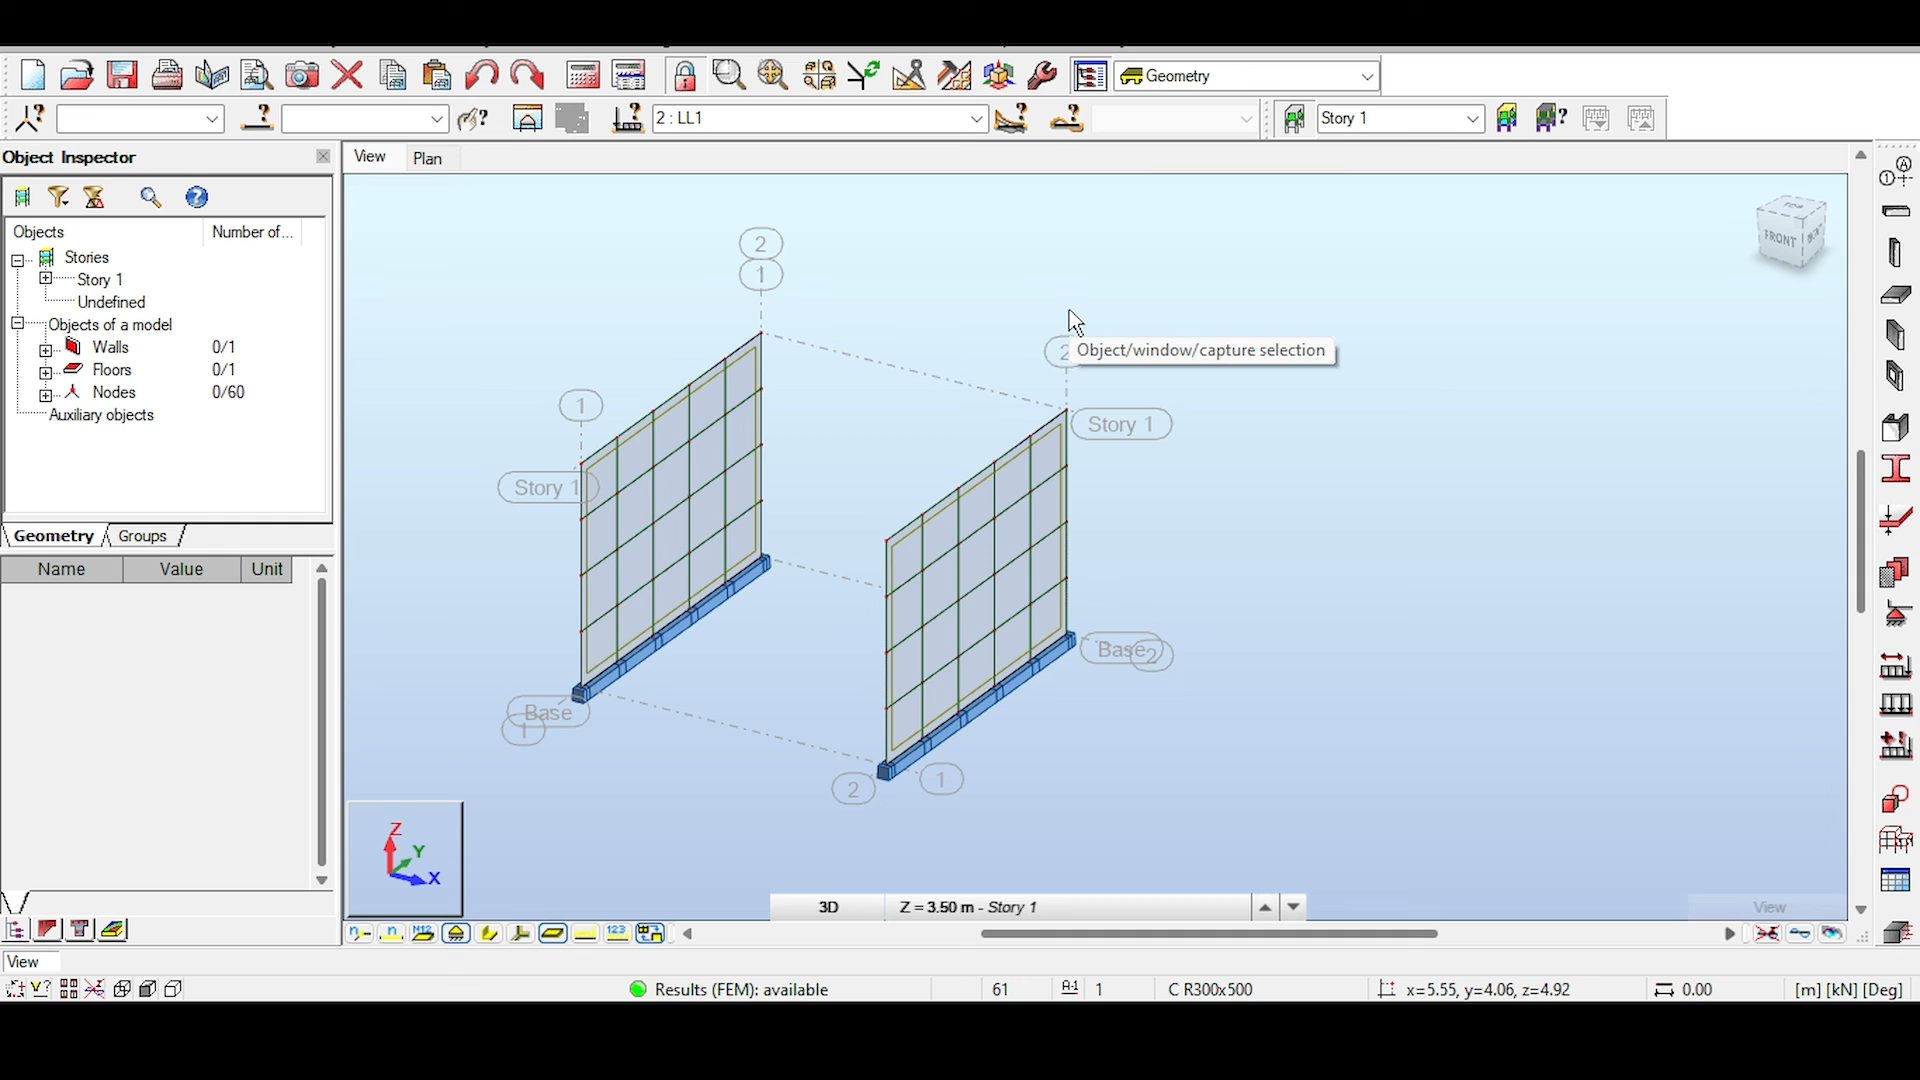 Geometry
2 : LL1
Story 1
Object Inspector
View
Plan
Objects
Number of...
Stories
Story 1
Undefined
Objects of a model
Walls 0/1
Floors 0/1
Nodes 0/60
Auxiliary objects
Geometry
Groups
Name
Value
Unit
2
1
1
2
Object/window/capture selection
Story 1
Story 1
Base
1
Base
2
2
1
TOP
FRONT
Z
Y
X
3D
Z = 3.50 m - Story 1
View
View
Results (FEM): available
61
1
C R300x500
x=5.55, y=4.06, z=4.92
0.00
[m] [kN] [Deg]